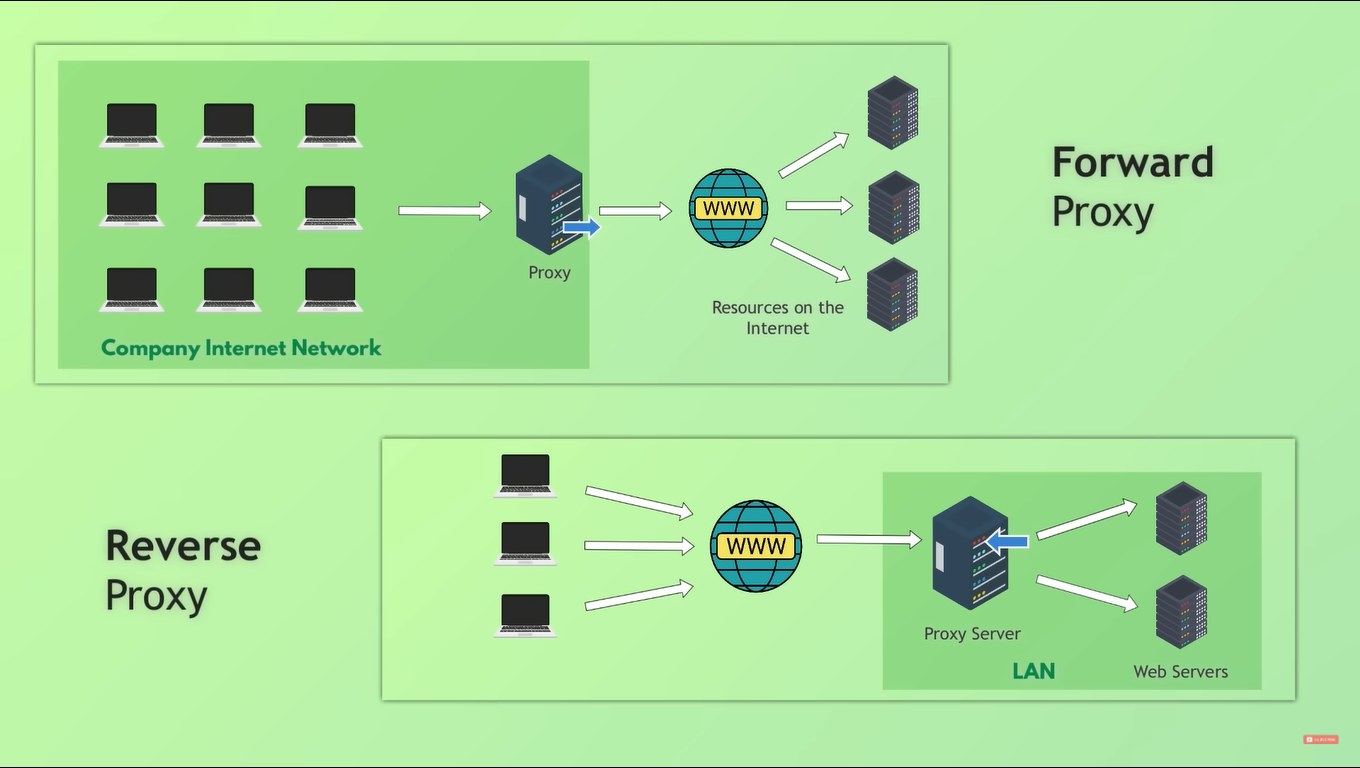 Forward
Proxy
WWW
Proxy
Resources on the
Internet
Company Internet Network
Reverse
Proxy
WWW
Proxy Server
LAN
Web Servers